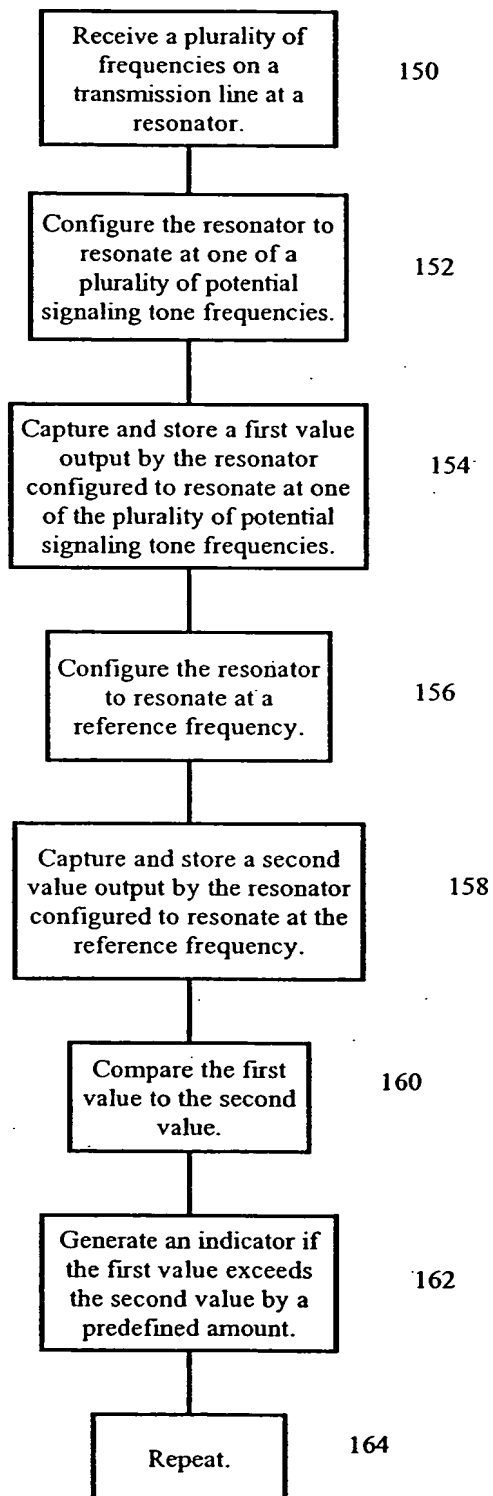 Receive a plurality of
frequencies on a
transmission line at a
resonator.
150
Configure the resonator to
resonate at one of a
plurality of potential
signaling tone frequencies.
152
Capture and store a first value
output by the resonator
configured to resonate at one
of the plurality of potential
signaling tone frequencies.
154
Configure the resonator
to resonate at a
reference frequency.
156
Capture and store a second
value output by the resonator
configured to resonate at the
reference frequency.
158
Compare the first
value to the second
value.
160
Generate an indicator if
the first value exceeds
the second value by a
predefined amount.
162
Repeat.
164